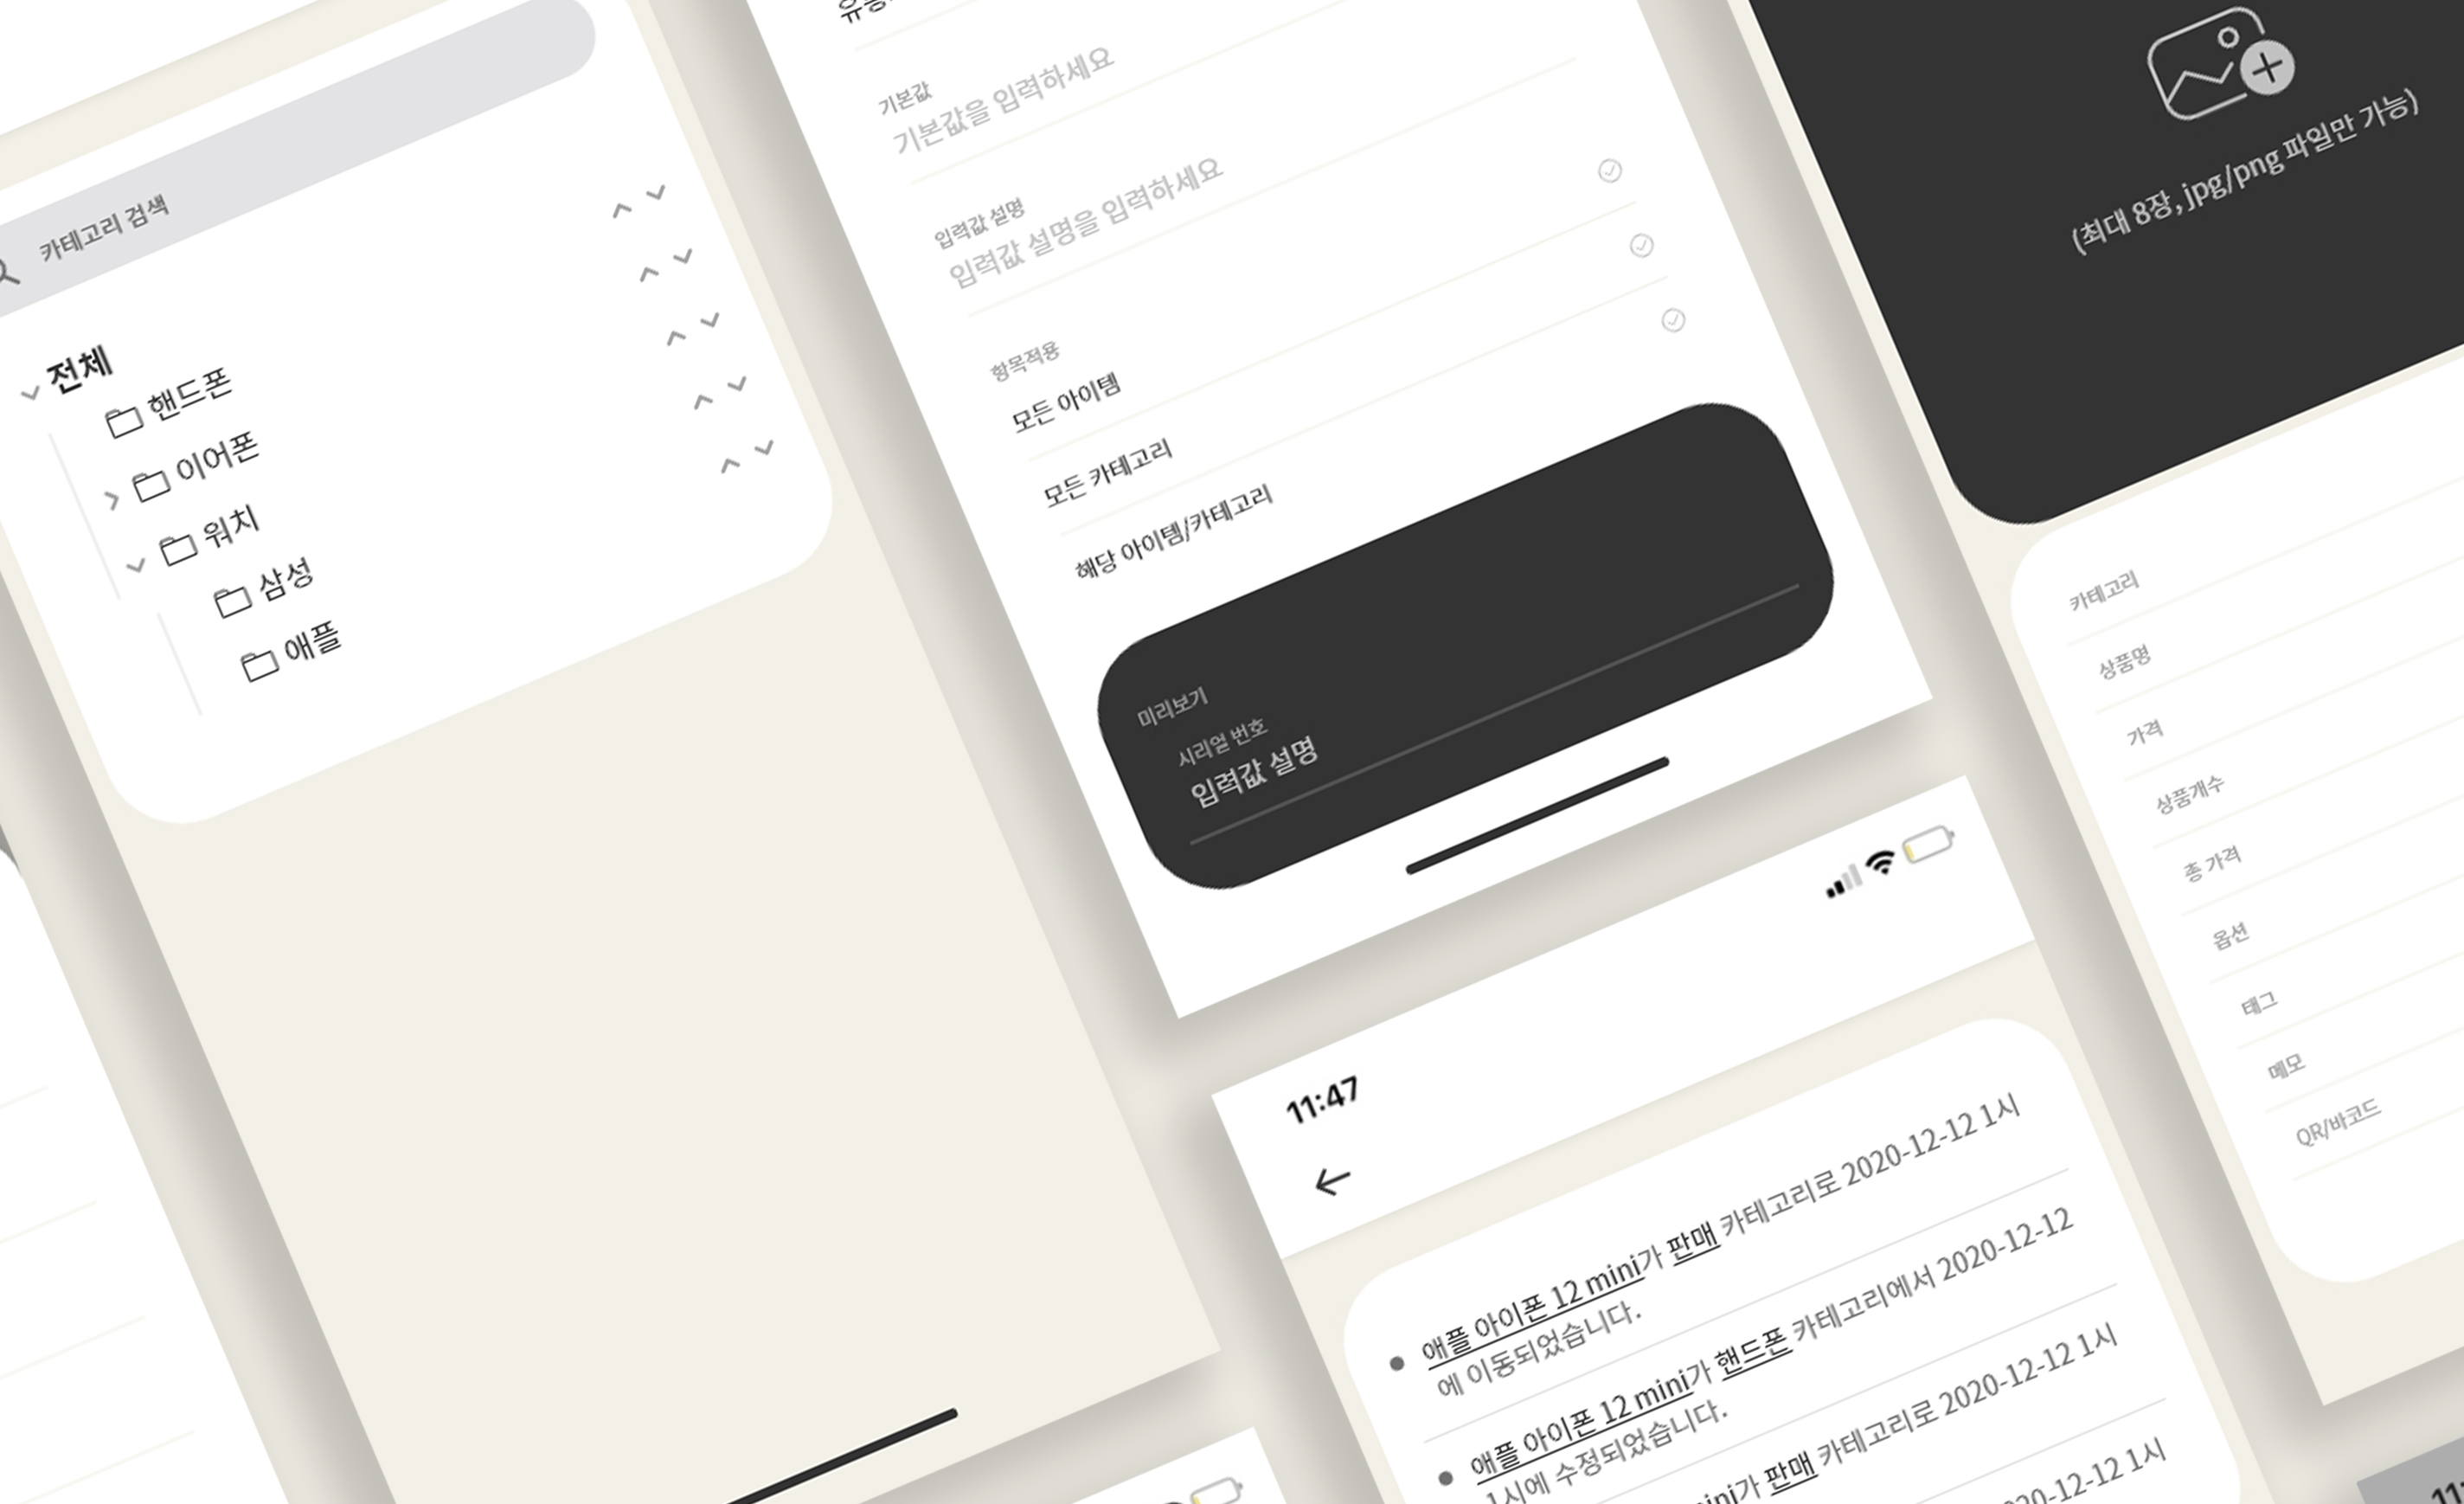 카테고리 검색
전체
핸드폰
이어폰
워치
삼성
애플
기본값
기본값을 입력하세요
입력값 설명
입력값 설명을 입력하세요
항목적용
모든 아이템
모든 카테고리
해당 아이템/카테고리
미리보기
시리얼 번호
입력값 설명
11:47
애플 아이폰 12 mini가 판매 카테고리로 2020-12-12 1시
에 이동되었습니다.
애플 아이폰 12 mini가 핸드폰 카테고리에서 2020-12-12
1시에 수정되었습니다.
mini가 판매 카테고리로 2020-12-12 1시
2020-12-12 1시
(최대 8장, jpg/png 파일만 가능)
카테고리
상품명
가격
상품개수
총 가격
옵션
태그
메모
QR/바코드